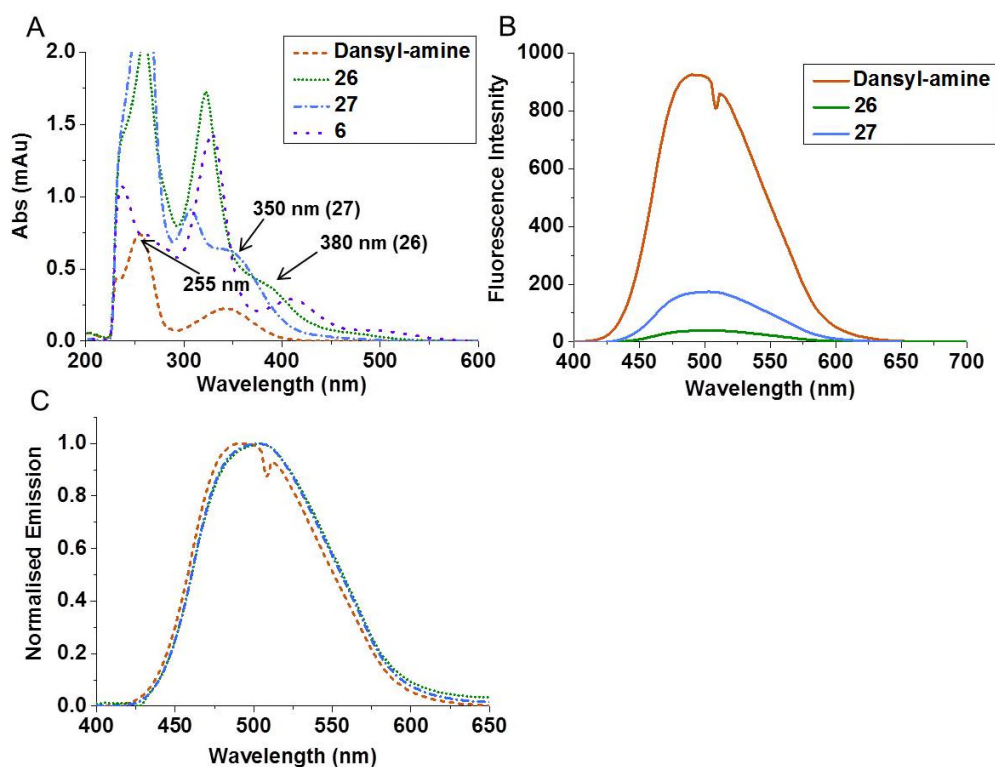 A
Abs (mAu)
2.0
1.5
1.0
0.5
0.0
200 300 400 500 600
Wavelength (nm)
Dansyl-amine
26
27
6
350 nm (27)
380 nm (26)
255 nm
B
Fluorescence Intesnity
1000
800
600
400
200
0
400 450 500 550 600 650 700
Wavelength (nm)
Dansyl-amine
26
27
C
Normalised Emission
1.0
0.8
0.6
0.4
0.2
0.0
400 450 500 550 600 650
Wavelength (nm)